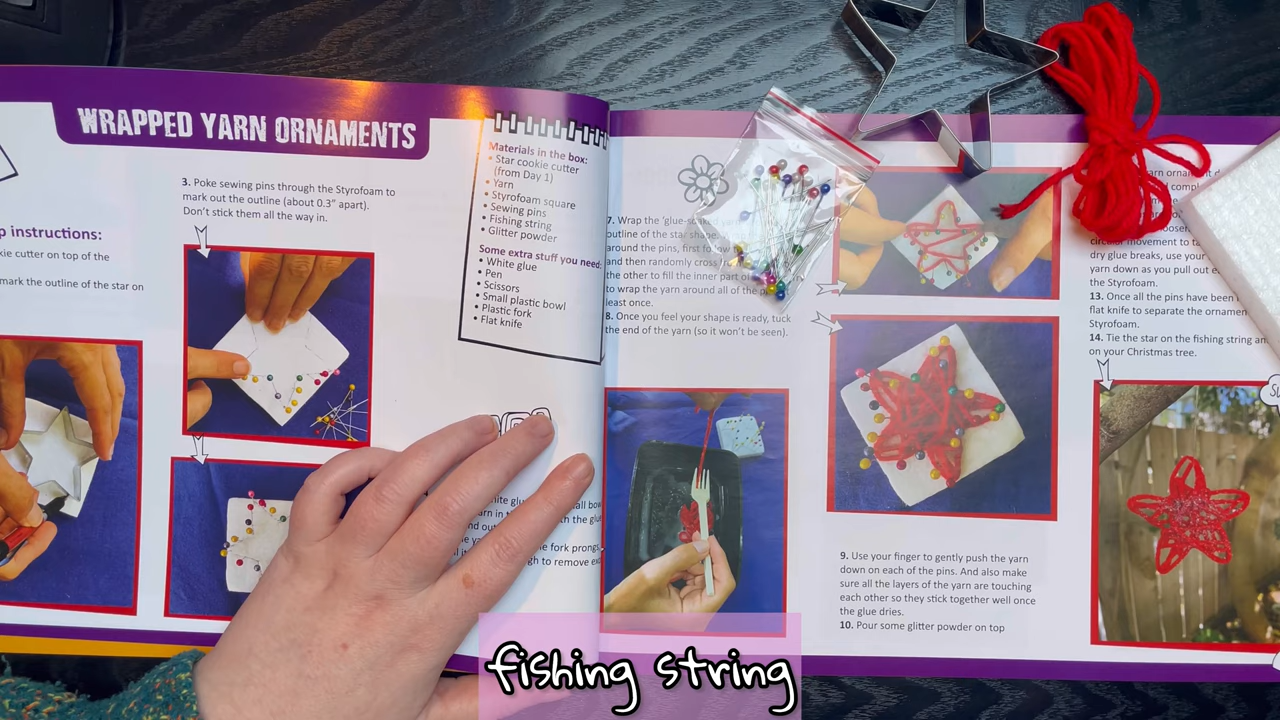 WRAPPED YARN ORNAMENTS
p instructions:
kie cutter on top of the
mark the outline of the star on
3. Poke sewing pins through the Styrofoam to
mark out the outline (about 0.3" apart).
Don't stick them all the way in.
Materials in the box:
• Star cookie cutter
(from Day 1)
• Yarn
• Styrofoam square
• Sewing pins
• Fishing string
• Glitter powder
Some extra stuff you need:
• White glue
• Pen
• Scissors
• Small plastic bowl
• Plastic fork
• Flat knife
fork prongs,
to remove
7. Wrap the 'glue-soaked
outline of the star
around the pins, first
and then randomly cross
the other to fill the inner part
to wrap the yarn around all of the
least once.
8. Once you feel your shape is ready, tuck
the end of the yarn (so it won't be seen).
9. Use your finger to gently push the yarn
down on each of the pins. And also make
sure all the layers of the yarn are touching
each other so they stick together well once
the glue dries.
10. Pour some glitter powder on top
movement to
dry glue breaks, use your
yarn down as you pull out
the Styrofoam.
13. Once all the pins have been
flat knife to separate the
Styrofoam.
14. Tie the star on the fishing string
on your Christmas tree.
fishing string